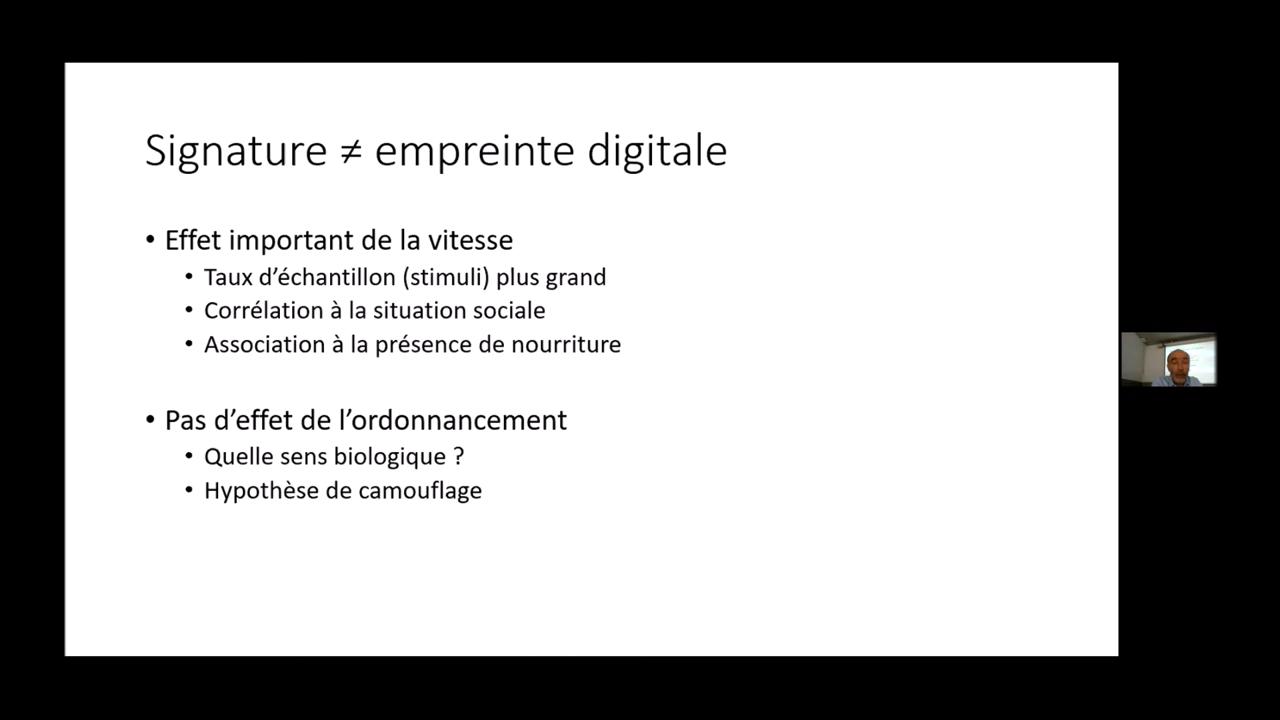 Signature ≠ empreinte digitale
• Effet important de la vitesse
• Taux d’échantillon (stimuli) plus grand
• Corrélation à la situation sociale
• Association à la présence de nourriture
• Pas d’effet de l’ordonnancement
• Quelle sens biologique ?
• Hypothèse de camouflage